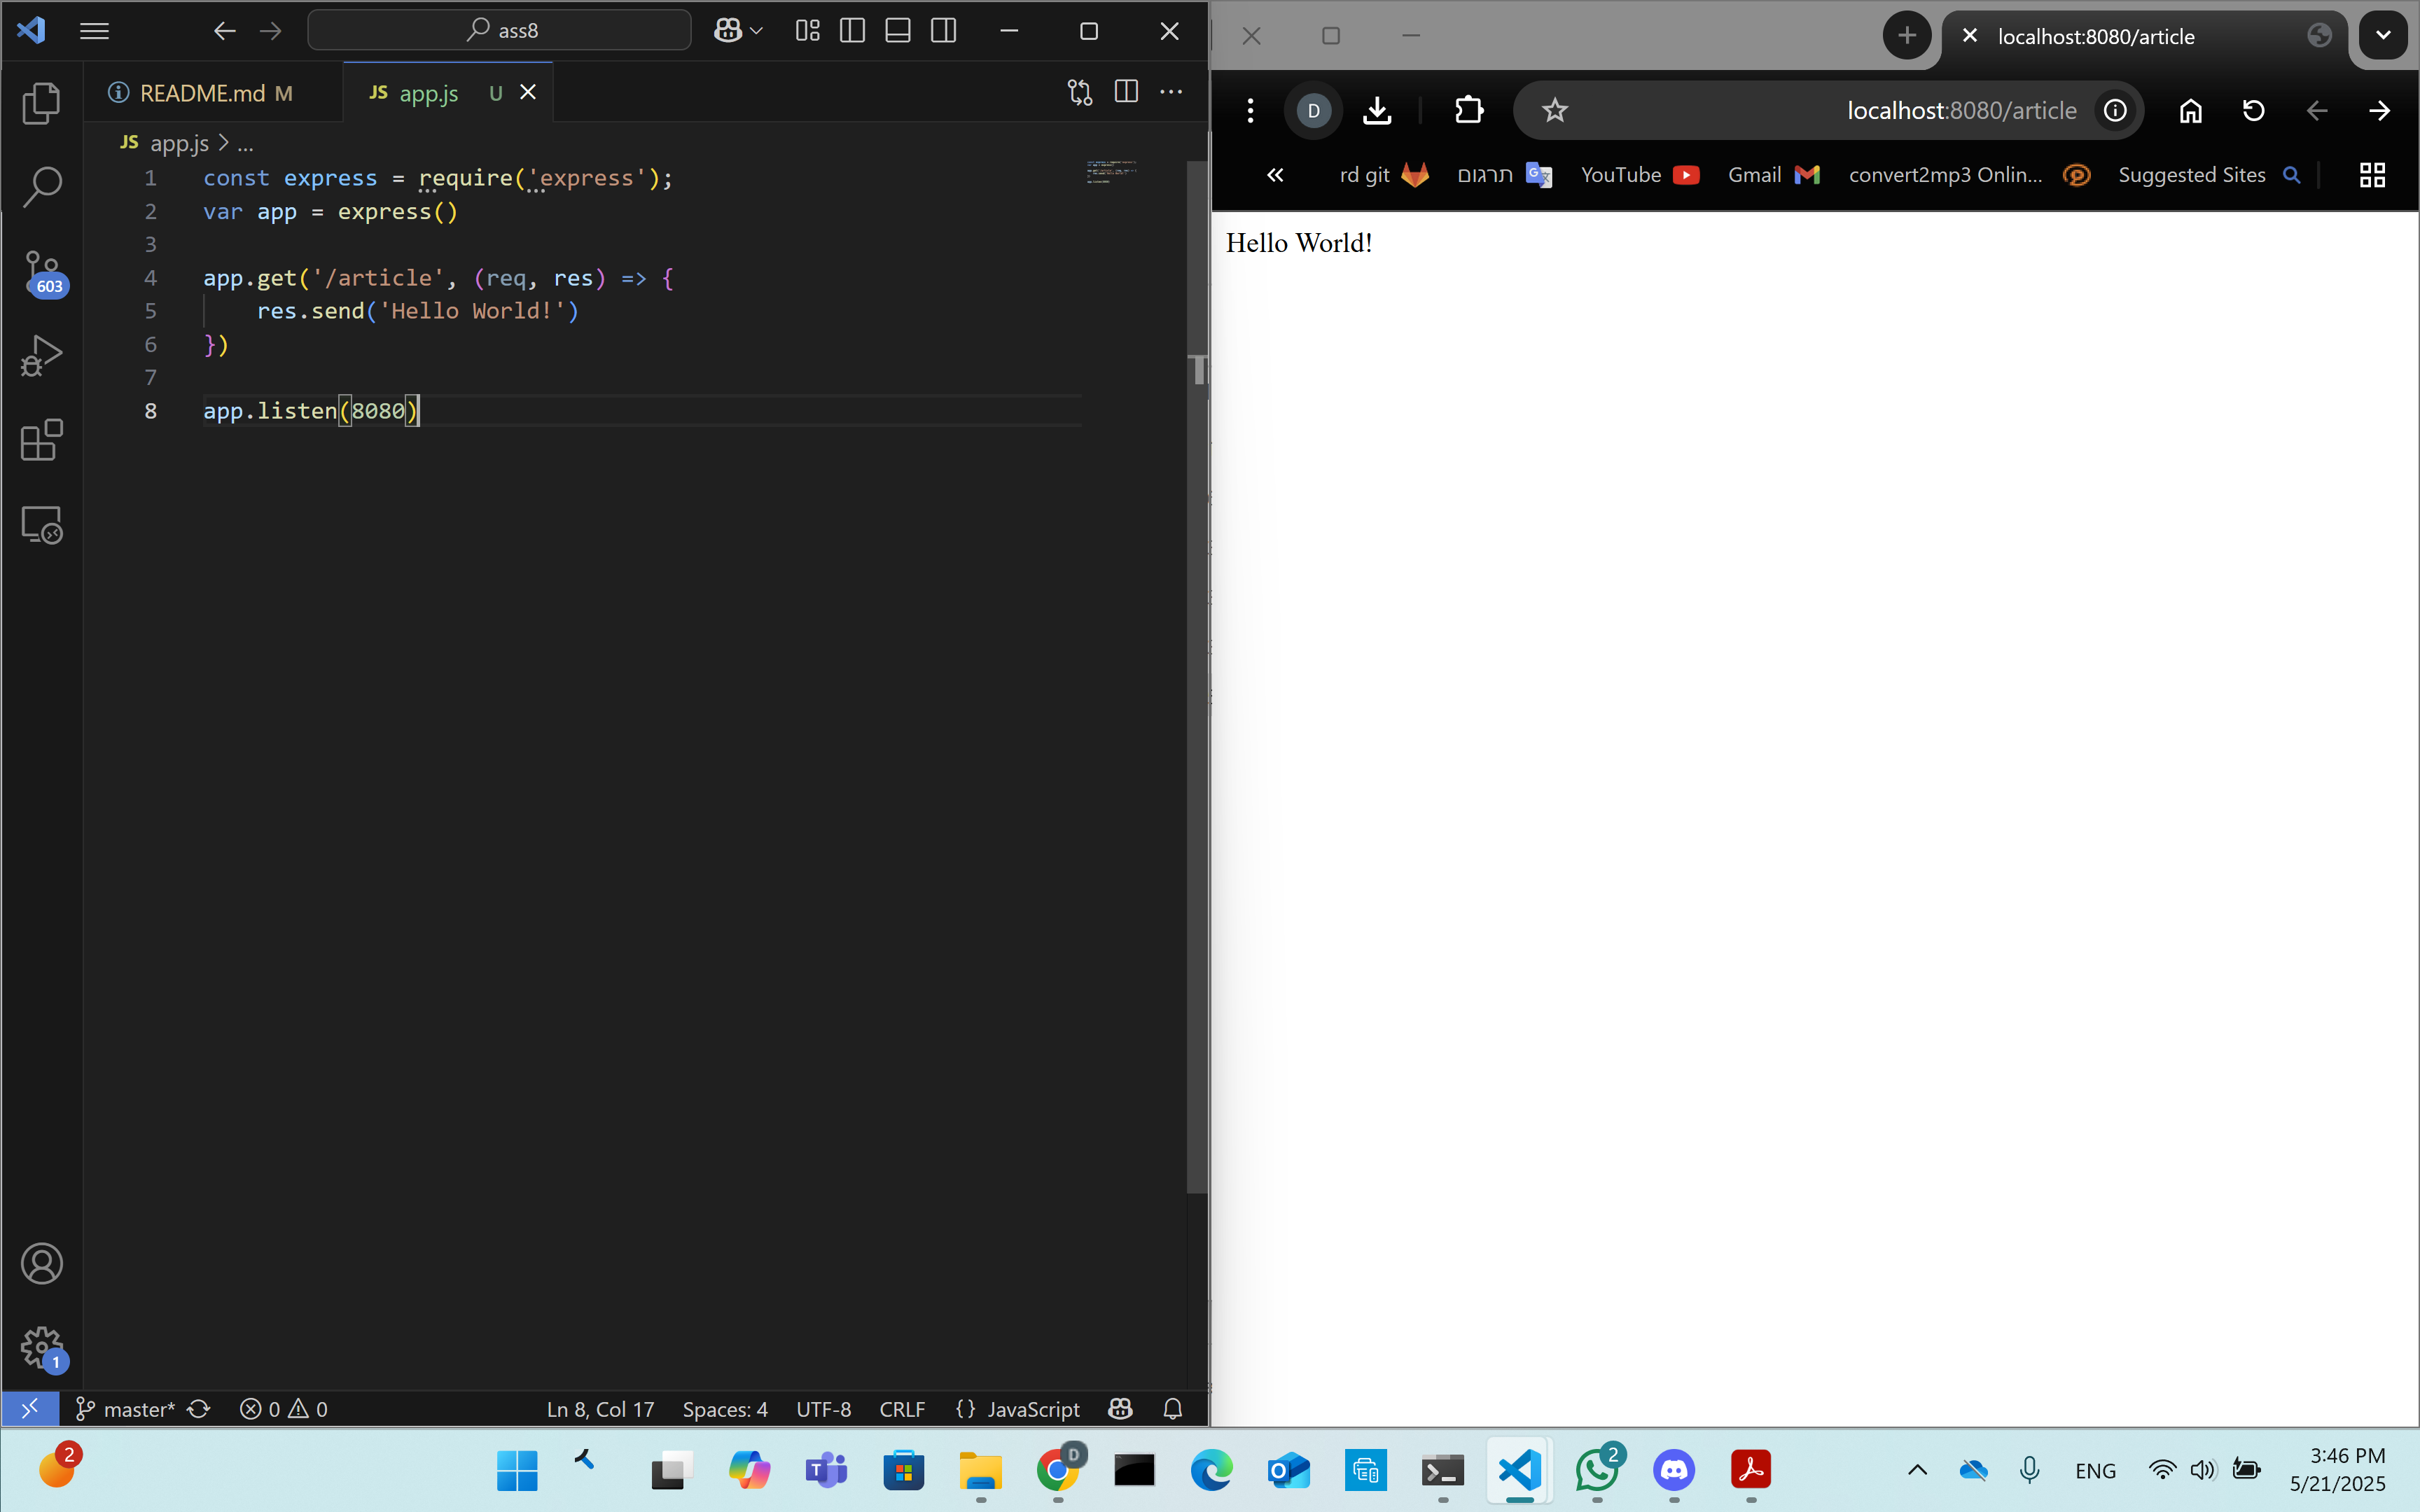 ass8
README.md M
JS app.js U
JS app.js > ...
1 const express = require('express');
2 var app = express()
3
4 app.get('/article', (req, res) => {
5 res.send('Hello World!')
6 })
7
8 app.listen(8080)
603
1
master* 0 0 Ln 8, Col 17 Spaces: 4 UTF-8 CRLF {} JavaScript
localhost:8080/article
D localhost:8080/article
« rd git תרגום YouTube Gmail convert2mp3 Onlin... Suggested Sites
Hello World!
2 D 2 ENG 3:46 PM
5/21/2025